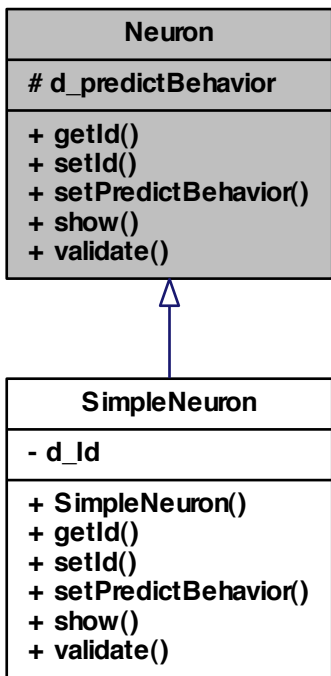 Neuron
# d_predictBehavior
+ getId()
+ setId()
+ setPredictBehavior()
+ show()
+ validate()
SimpleNeuron
- d_Id
+ SimpleNeuron()
+ getId()
+ setId()
+ setPredictBehavior()
+ show()
+ validate()